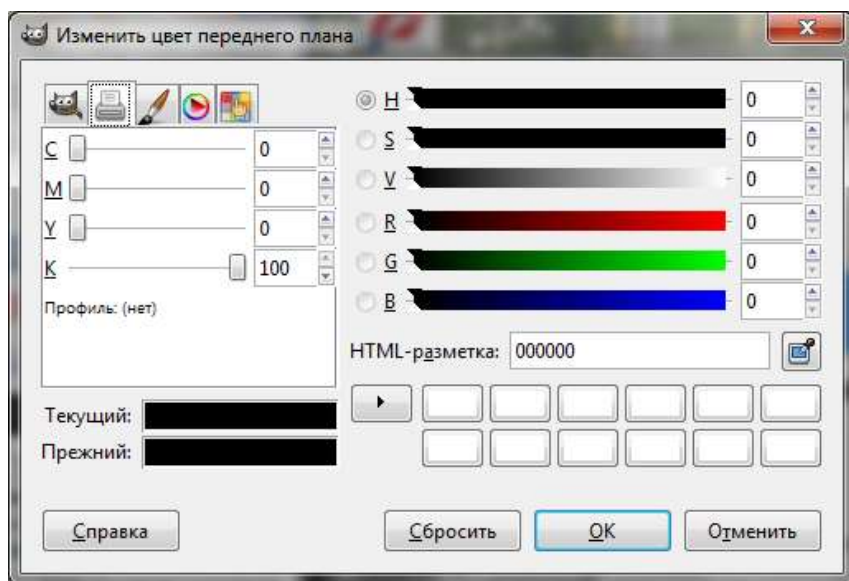 Изменить цвет переднего плана
C 0
M 0
Y 0
K 100
Профиль: (нет)
Текущий:
Прежний:
H 0
S 0
V 0
R 0
G 0
B 0
HTML-разметка: 000000
Справка
Сбросить
OK
Отменить